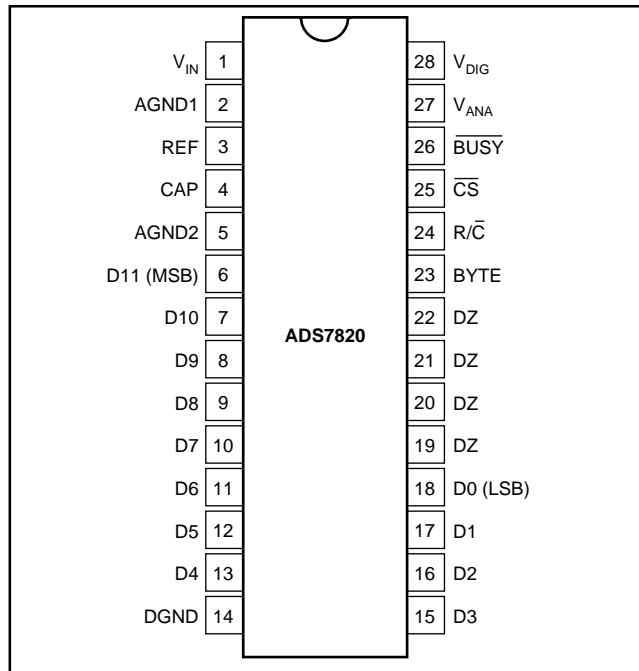 V_IN 1 28 V_DIG
AGND1 2 27 V_ANA
REF 3 26 B̅U̅S̅Y̅
CAP 4 25 C̅S̅
AGND2 5 24 R/C̅
D11 (MSB) 6 23 BYTE
D10 7 22 DZ
ADS7820
D9 8 21 DZ
D8 9 20 DZ
D7 10 19 DZ
D6 11 18 D0 (LSB)
D5 12 17 D1
D4 13 16 D2
DGND 14 15 D3